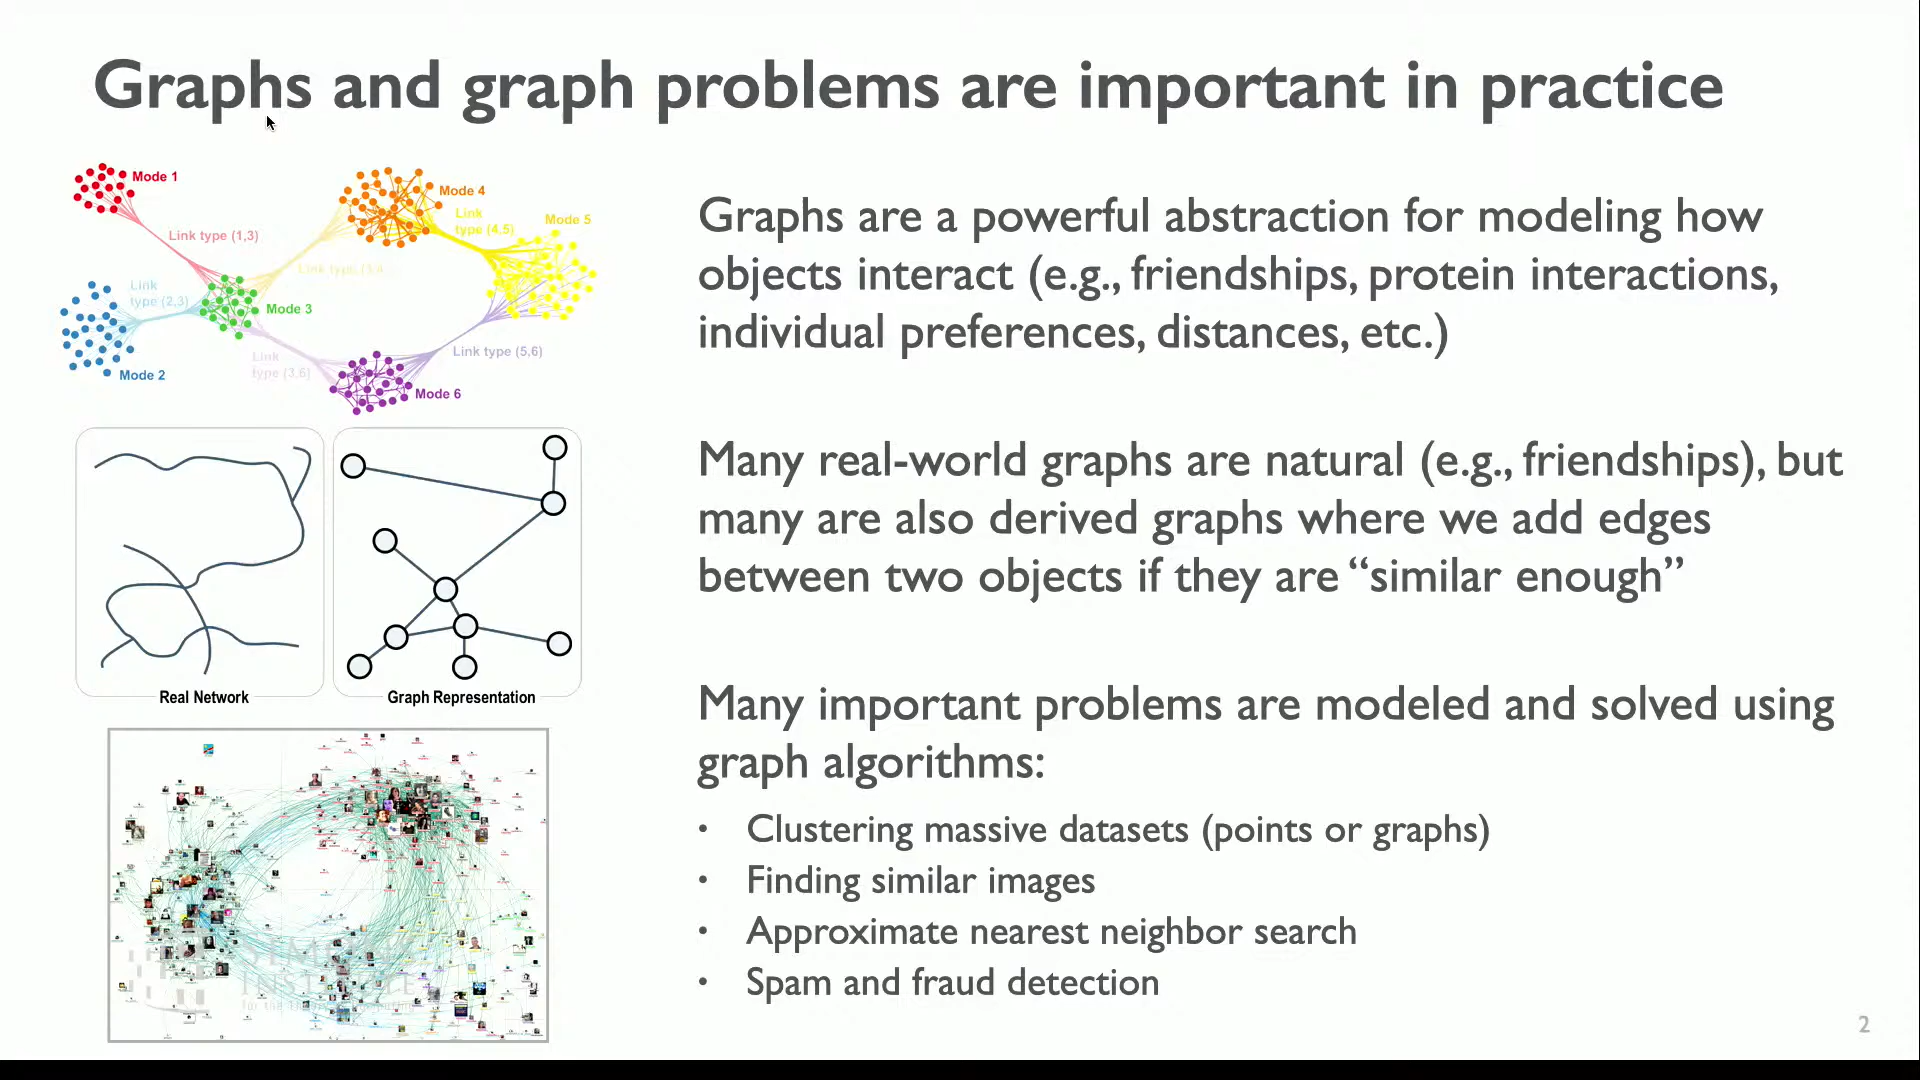 Graphs and graph problems are important in practice
Mode 1
Mode 4
Link
type (4,5)
Mode 5
Link type (1,3)
Link
type (2,3)
Mode 3
Link type (5,6)
Link
type (3,6)
Mode 2
Mode 6
Real Network
Graph Representation
Graphs are a powerful abstraction for modeling how
objects interact (e.g., friendships, protein interactions,
individual preferences, distances, etc.)
Many real-world graphs are natural (e.g., friendships), but
many are also derived graphs where we add edges
between two objects if they are “similar enough”
Many important problems are modeled and solved using
graph algorithms:
• Clustering massive datasets (points or graphs)
• Finding similar images
• Approximate nearest neighbor search
• Spam and fraud detection
2